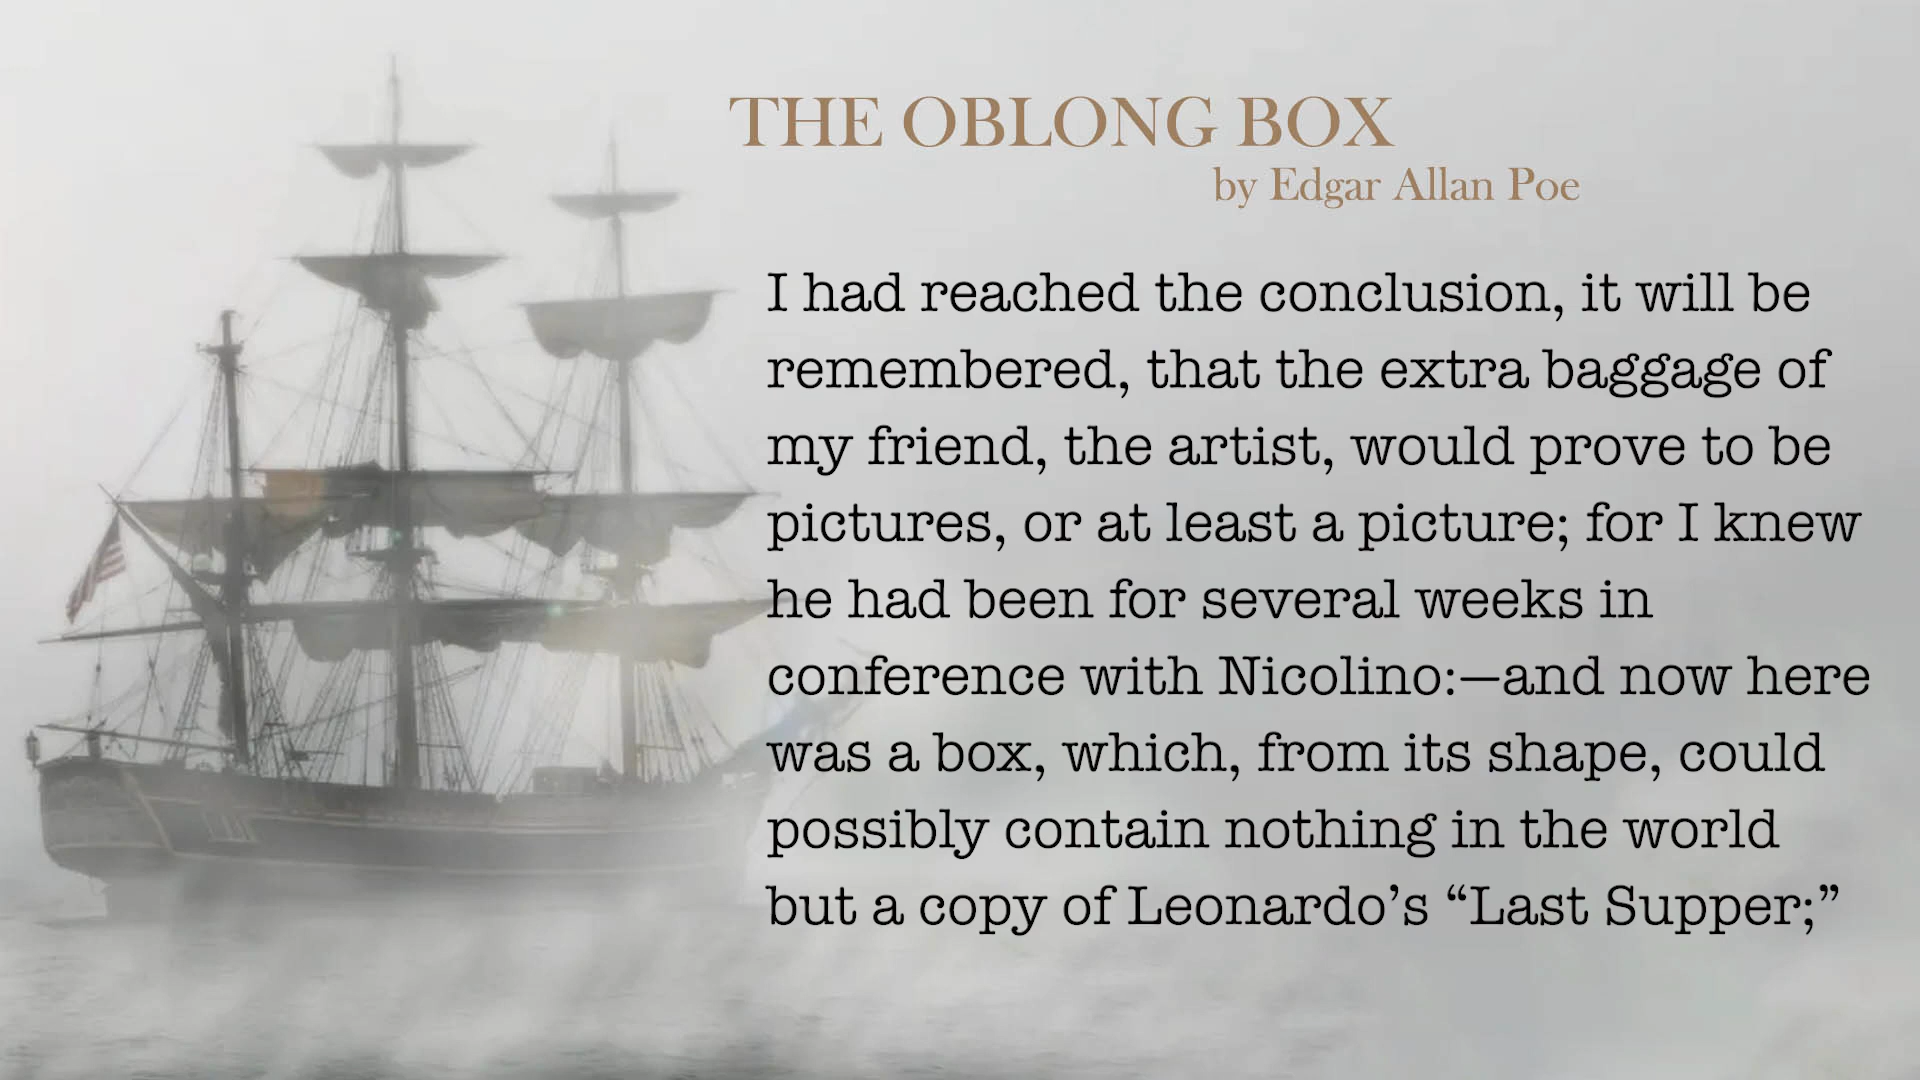 THE OBLONG BOX
by Edgar Allan Poe
I had reached the conclusion, it will be
remembered, that the extra baggage of
my friend, the artist, would prove to be
pictures, or at least a picture; for I knew
he had been for several weeks in
conference with Nicolino:—and now here
was a box, which, from its shape, could
possibly contain nothing in the world
but a copy of Leonardo’s “Last Supper;”